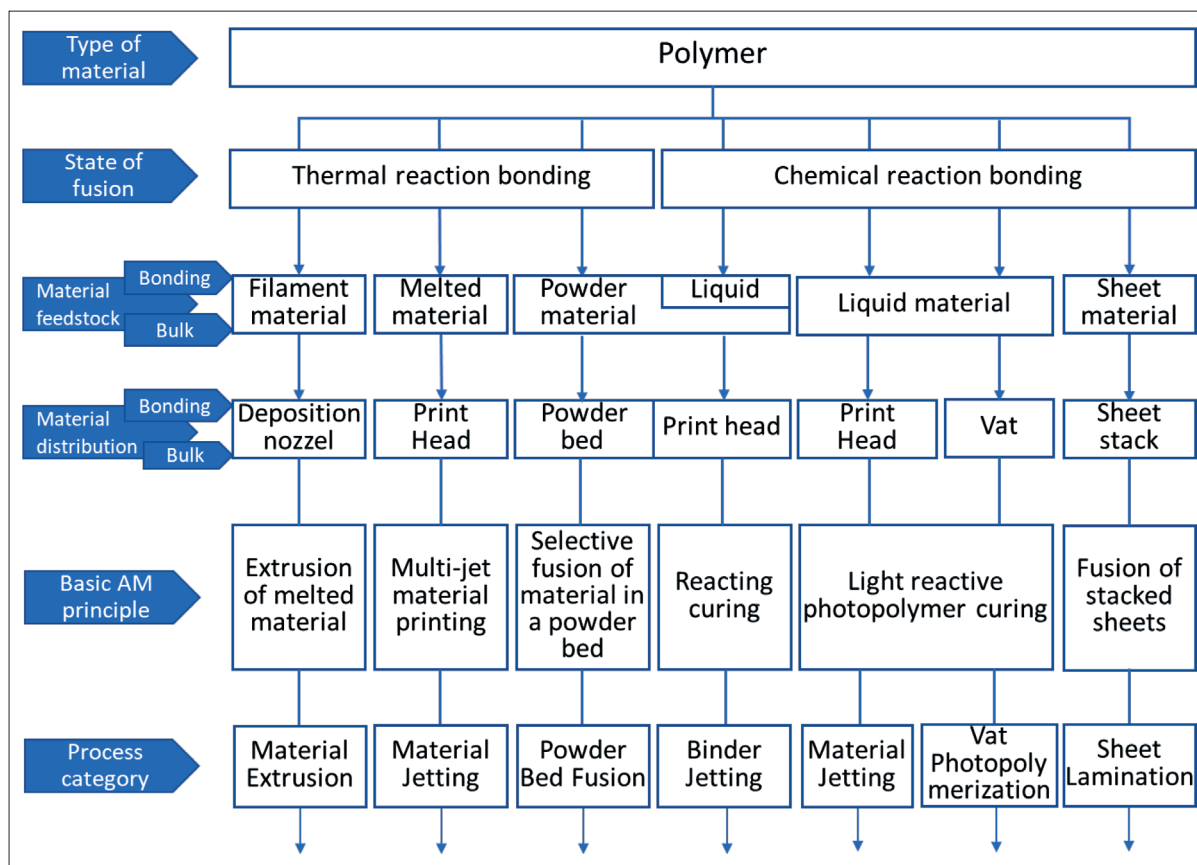 Type of
material
Polymer
State of
fusion
Thermal reaction bonding
Chemical reaction bonding
Material
feedstock
Bonding
Bulk
Filament
material
Melted
material
Powder
material
Liquid
Liquid material
Sheet
material
Material
distribution
Bonding
Bulk
Deposition
nozzel
Print
Head
Powder
bed
Print head
Print
Head
Vat
Sheet
stack
Basic AM
principle
Extrusion
of melted
material
Multi-jet
material
printing
Selective
fusion of
material in
a powder
bed
Reacting
curing
Light reactive
photopolymer curing
Fusion of
stacked
sheets
Process
category
Material
Extrusion
Material
Jetting
Powder
Bed Fusion
Binder
Jetting
Material
Jetting
Vat
Photopoly
merization
Sheet
Lamination